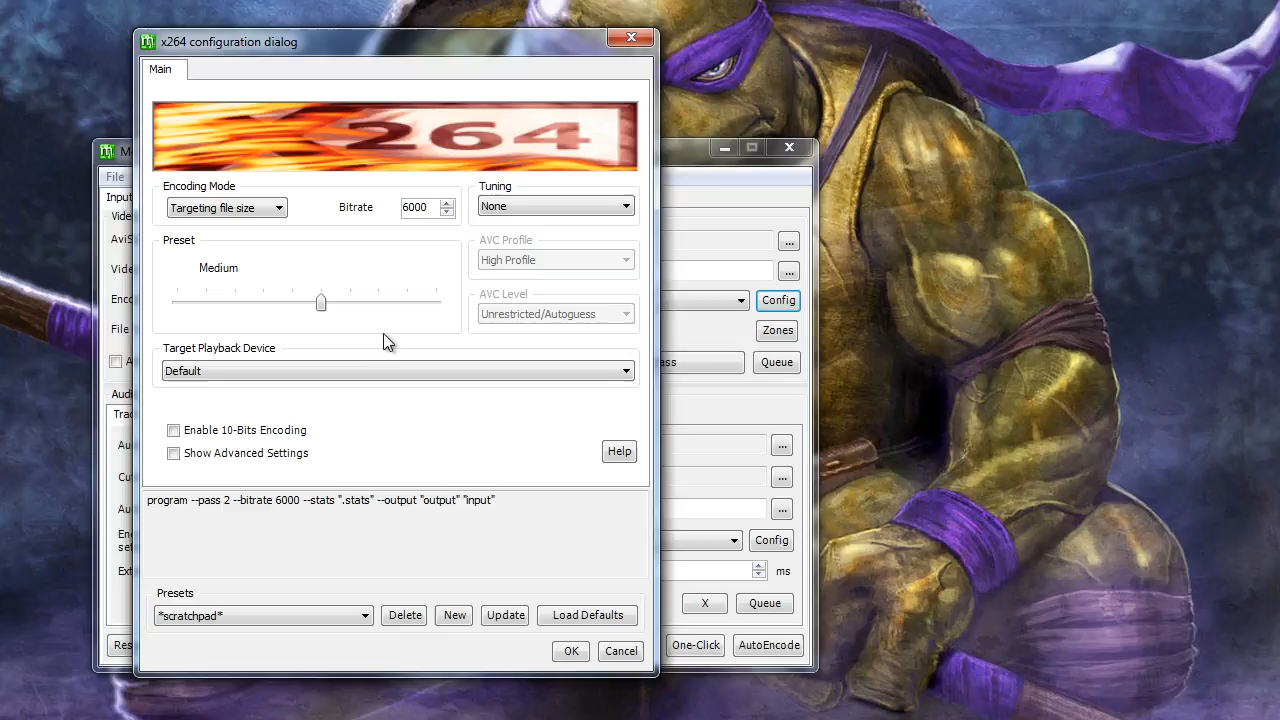 x264 configuration dialog
Main
264
Encoding Mode
Targeting file size
Bitrate
6000
Tuning
None
Preset
Medium
AVC Profile
High Profile
AVC Level
Unrestricted/Autoguess
Target Playback Device
Default
Enable 10-Bits Encoding
Show Advanced Settings
Help
program --pass 2 --bitrate 6000 --stats ".stats" --output "output" "input"
Presets
*scratchpad*
Delete
New
Update
Load Defaults
OK
Cancel
File
...
...
Config
Zones
Queue
...
...
...
Config
ms
X
Queue
One-Click
AutoEncode